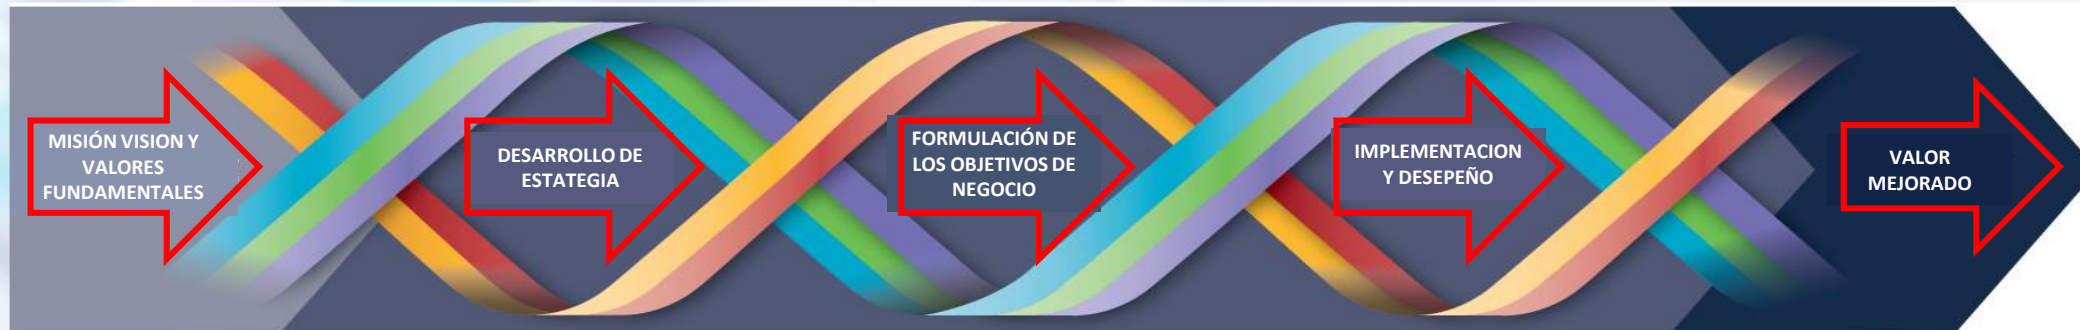 MISIÓN VISION Y
VALORES
FUNDAMENTALES
DESARROLLO DE
ESTATEGIA
FORMULACIÓN DE
LOS OBJETIVOS DE
NEGOCIO
IMPLEMENTACION
Y DESEPEÑO
VALOR
MEJORADO